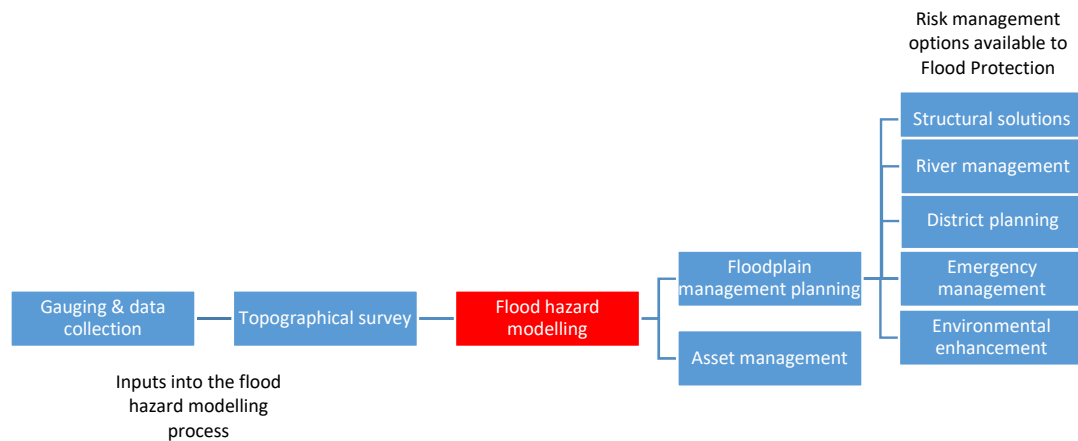 Risk management
options available to
Flood Protection
Structural solutions
River management
District planning
Floodplain
management planning
Emergency
management
Gauging & data
collection
Topographical survey
Flood hazard
modelling
Environmental
enhancement
Asset management
Inputs into the flood
hazard modelling
process